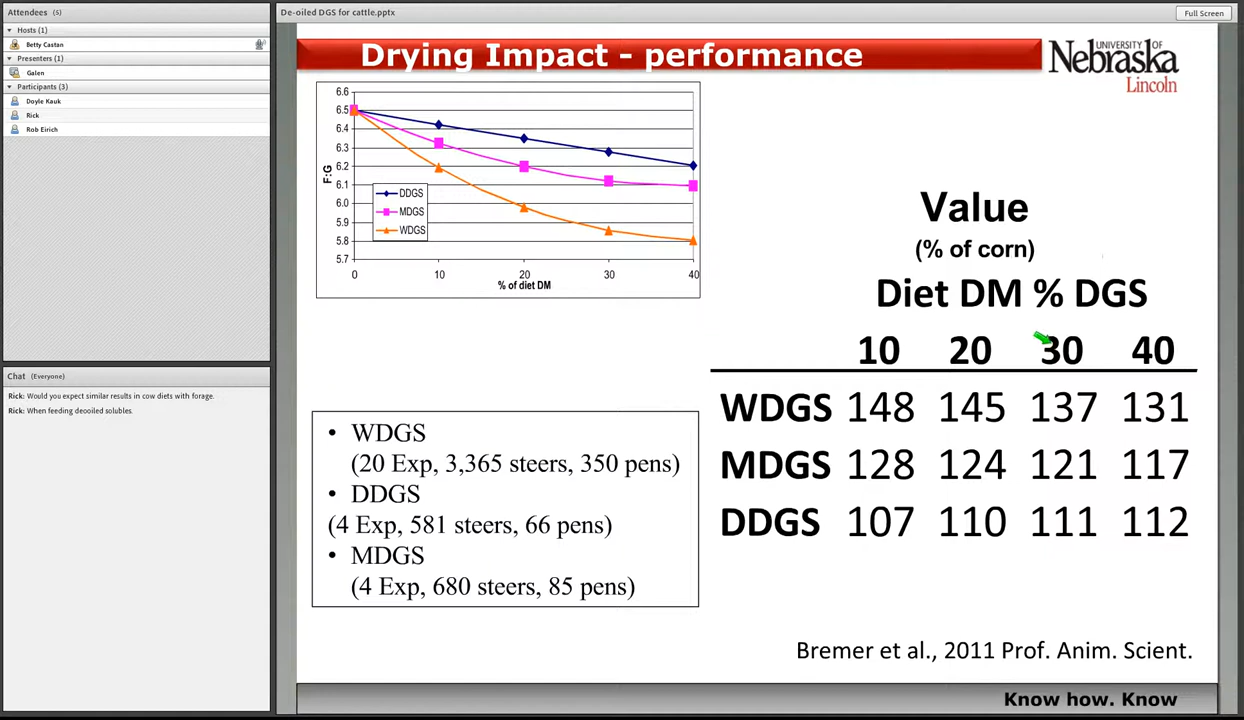 Attendees (5)
Hosts (1)
Betty Castan
Presenters (1)
Galen
Participants (3)
Doyle Kauk
Rick
Rob Eirich
Chat (Everyone)
Rick: Would you expect similar results in cow diets with forage.
Rick: When feeding deooiled solubles.
De-oiled DGS for cattle.pptx
Full Screen
Drying Impact - performance
UNIVERSITY OF
Nebraska
Lincoln
6.6
6.5
6.4
6.3
6.2
6.1
6.0
5.9
5.8
5.7
F:G
DDGS
MDGS
WDGS
0 10 20 30 40
% of diet DM
Value
(% of corn)
Diet DM % DGS
10 20 30 40
WDGS 148 145 137 131
MDGS 128 124 121 117
DDGS 107 110 111 112
• WDGS
(20 Exp, 3,365 steers, 350 pens)
• DDGS
(4 Exp, 581 steers, 66 pens)
• MDGS
(4 Exp, 680 steers, 85 pens)
Bremer et al., 2011 Prof. Anim. Scient.
Know how. Know